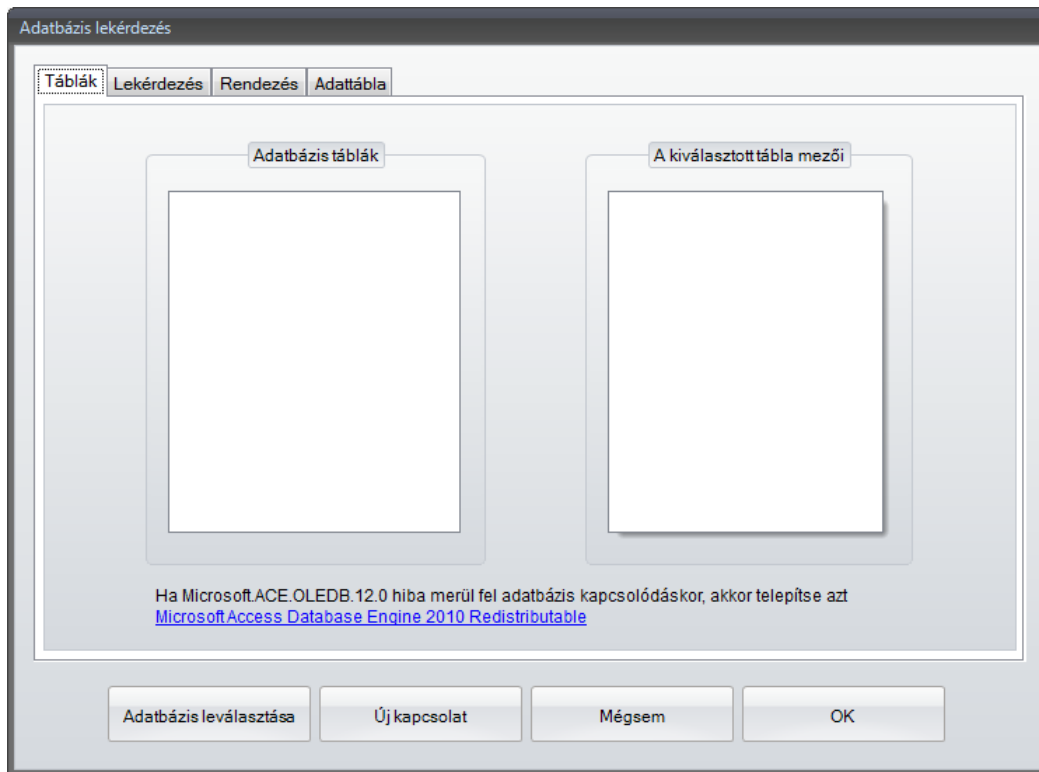 Adatbázis lekérdezés
Táblák Lekérdezés Rendezés Adattábla
Adatbázis táblák A kiválasztott tábla mezői
Ha Microsoft.ACE.OLEDB.12.0 hiba merül fel adatbázis kapcsolódáskor, akkor telepítse azt
Microsoft Access Database Engine 2010 Redistributable
Adatbázis leválasztása Új kapcsolat Mégsem OK